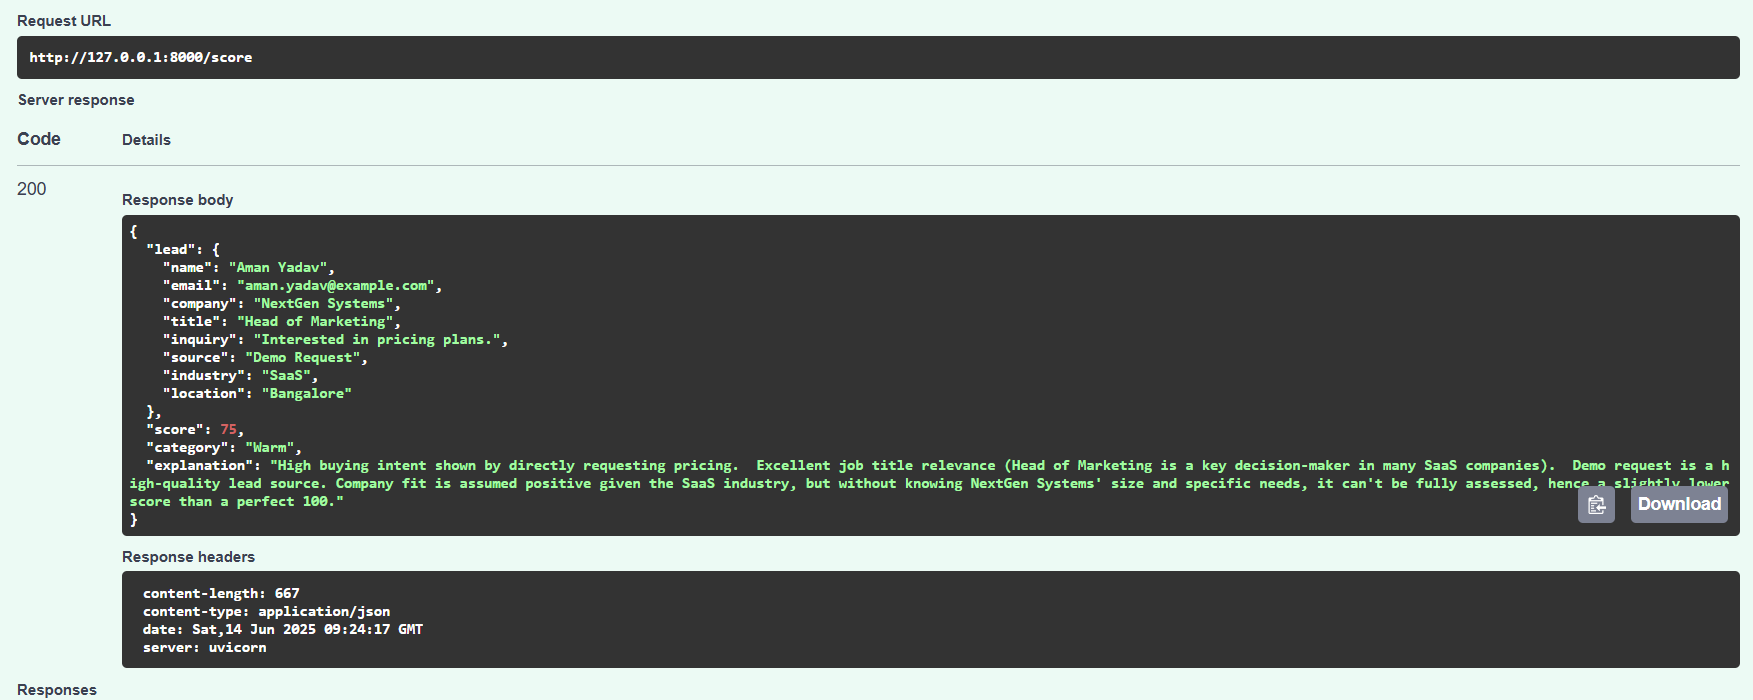 Request URL
http://127.0.0.1:8000/score
Server response
Code Details
200
Response body
{
  "lead": {
    "name": "Aman Yadav",
    "email": "aman.yadav@example.com",
    "company": "NextGen Systems",
    "title": "Head of Marketing",
    "inquiry": "Interested in pricing plans.",
    "source": "Demo Request",
    "industry": "SaaS",
    "location": "Bangalore"
  },
  "score": 75,
  "category": "Warm",
  "explanation": "High buying intent shown by directly requesting pricing.  Excellent job title relevance (Head of Marketing is a key decision-maker in many SaaS companies).  Demo request is a h
igh-quality lead source. Company fit is assumed positive given the SaaS industry, but without knowing NextGen Systems' size and specific needs, it can't be fully assessed, hence a slightly lower
score than a perfect 100."
}
Download
Response headers
content-length: 667
content-type: application/json
date: Sat,14 Jun 2025 09:24:17 GMT
server: uvicorn
Responses